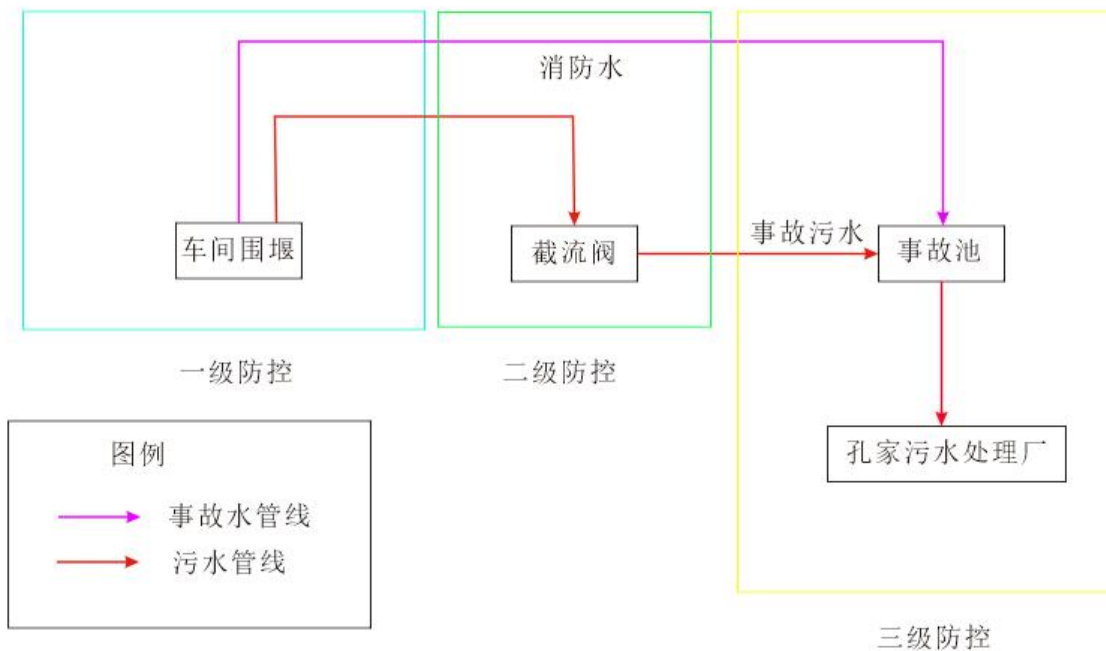 消防水
车间围堰
截流阀
事故污水
事故池
一级防控
二级防控
孔家污水处理厂
图例
事故水管线
污水管线
三级防控